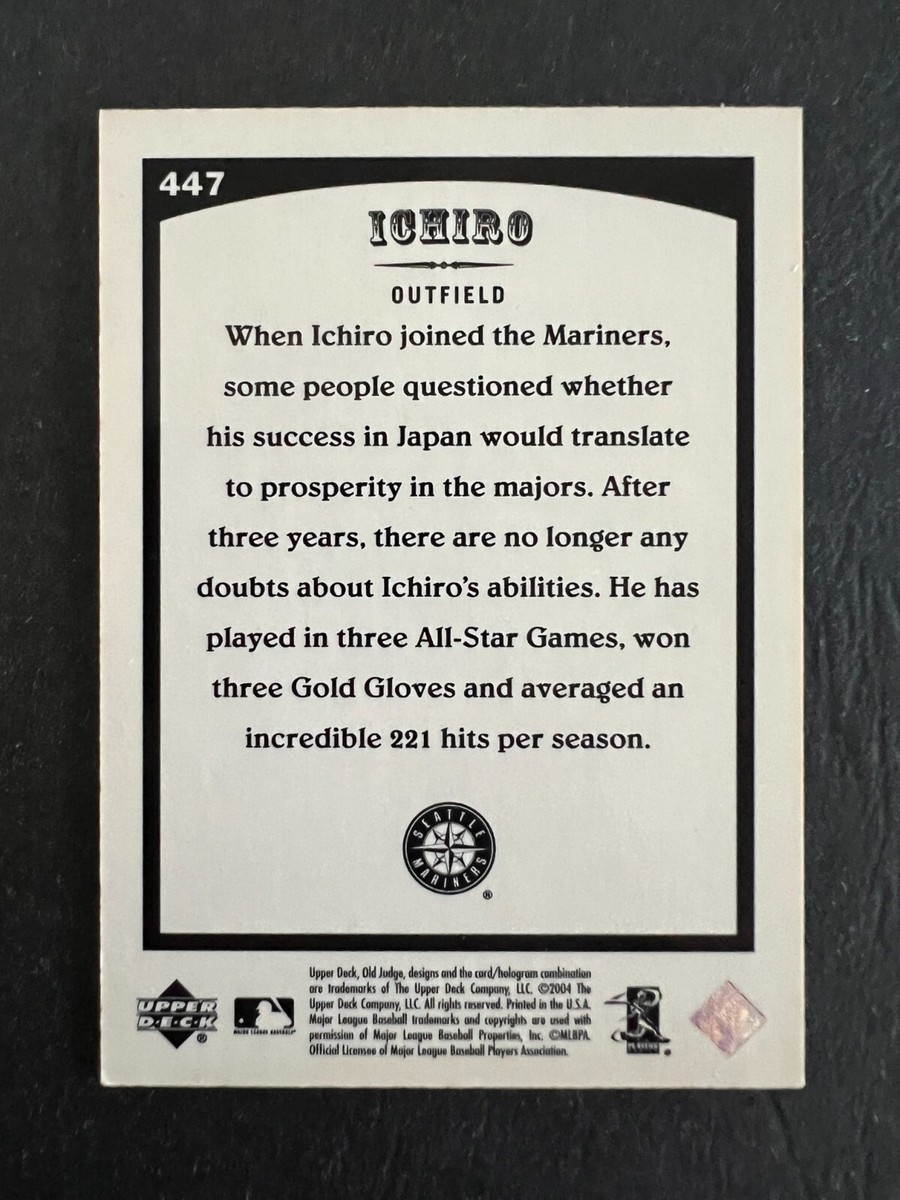 447
ICHIRO
OUTFIELD
When Ichiro joined the Mariners,
some people questioned whether
his success in Japan would translate
to prosperity in the majors. After
three years, there are no longer any
doubts about Ichiro's abilities. He has
played in three All-Star Games, won
three Gold Gloves and averaged an
incredible 221 hits per season.
SEATTLE
MARINERS
®
Upper Deck, Old Judge, designs and the card/hologram combination
are trademarks of The Upper Deck Company, LLC. ©2004 The
Upper Deck Company, LLC. All rights reserved. Printed in the U.S.A.
Major League Baseball trademarks and copyrights are used with
permission of Major League Baseball Properties, Inc. ©MLBPA
Official Licensee of Major League Baseball Players Association.
UPPER
DECK
®
MAJOR LEAGUE BASEBALL